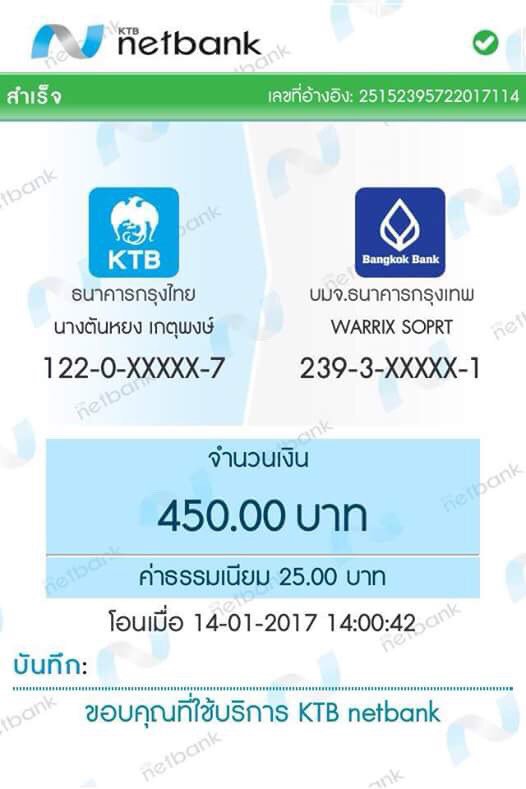 KTB
netbank
สำเร็จ
เลขที่อ้างอิง: 25152395722017114
KTB
Bangkok Bank
ธนาคารกรุงไทย
บมจ.ธนาคารกรุงเทพ
นางตันหยง เกตุพงษ์
WARRIX SOPRT
122-0-XXXXX-7
239-3-XXXXX-1
จำนวนเงิน
450.00 บาท
ค่าธรรมเนียม 25.00 บาท
โอนเมื่อ 14-01-2017 14:00:42
บันทึก:
ขอบคุณที่ใช้บริการ KTB netbank